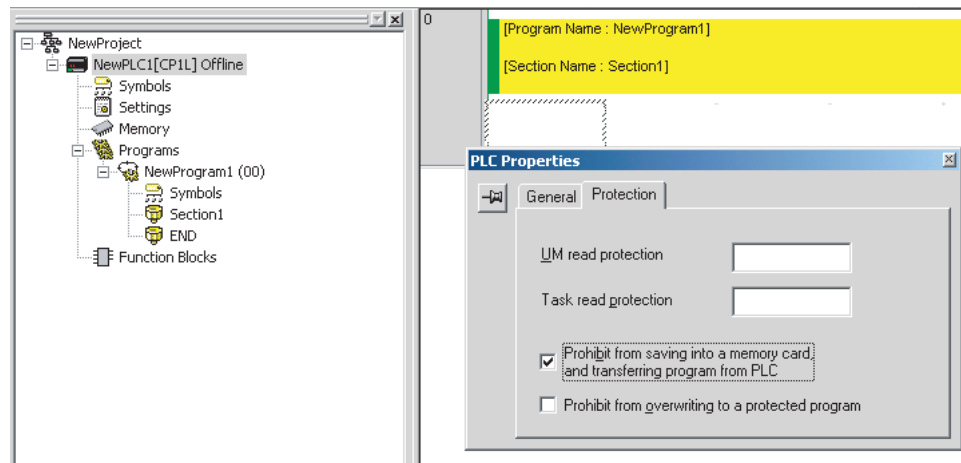 NewProject
NewPLC1[CP1L] Offline
Symbols
Settings
Memory
Programs
NewProgram1 (00)
Symbols
Section1
END
Function Blocks
0
[Program Name : NewProgram1]
[Section Name : Section1]
PLC Properties
General Protection
UM read protection
Task read protection
Prohibit from saving into a memory card,
and transferring program from PLC
Prohibit from overwriting to a protected program